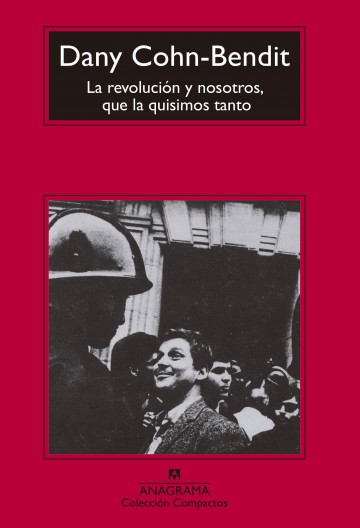 Dany Cohn-Bendit
La revolución y nosotros,
que la quisimos tanto
ANAGRAMA
Colección Compactos